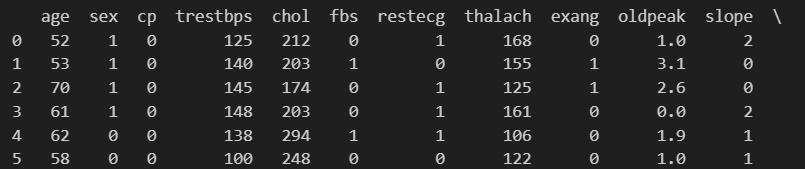 age sex cp trestbps chol fbs restecg thalach exang oldpeak slope \
0 52 1 0 125 212 0 1 168 0 1.0 2
1 53 1 0 140 203 1 0 155 1 3.1 0
2 70 1 0 145 174 0 1 125 1 2.6 0
3 61 1 0 148 203 0 1 161 0 0.0 2
4 62 0 0 138 294 1 1 106 0 1.9 1
5 58 0 0 100 248 0 0 122 0 1.0 1